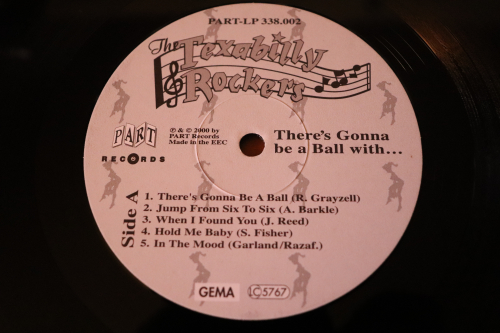 PART-LP 338.002
The Texabilly
Rockers
PART
RECORDS
℗ & © 2000 by
PART Records
Made in the EEC
There's Gonna
be a Ball with...
Side A
1. There's Gonna Be A Ball (R. Grayzell)
2. Jump From Six To Six (A. Barkle)
3. When I Found You (J. Reed)
4. Hold Me Baby (S. Fisher)
5. In The Mood (Garland/Razaf.)
GEMA
LC 5767